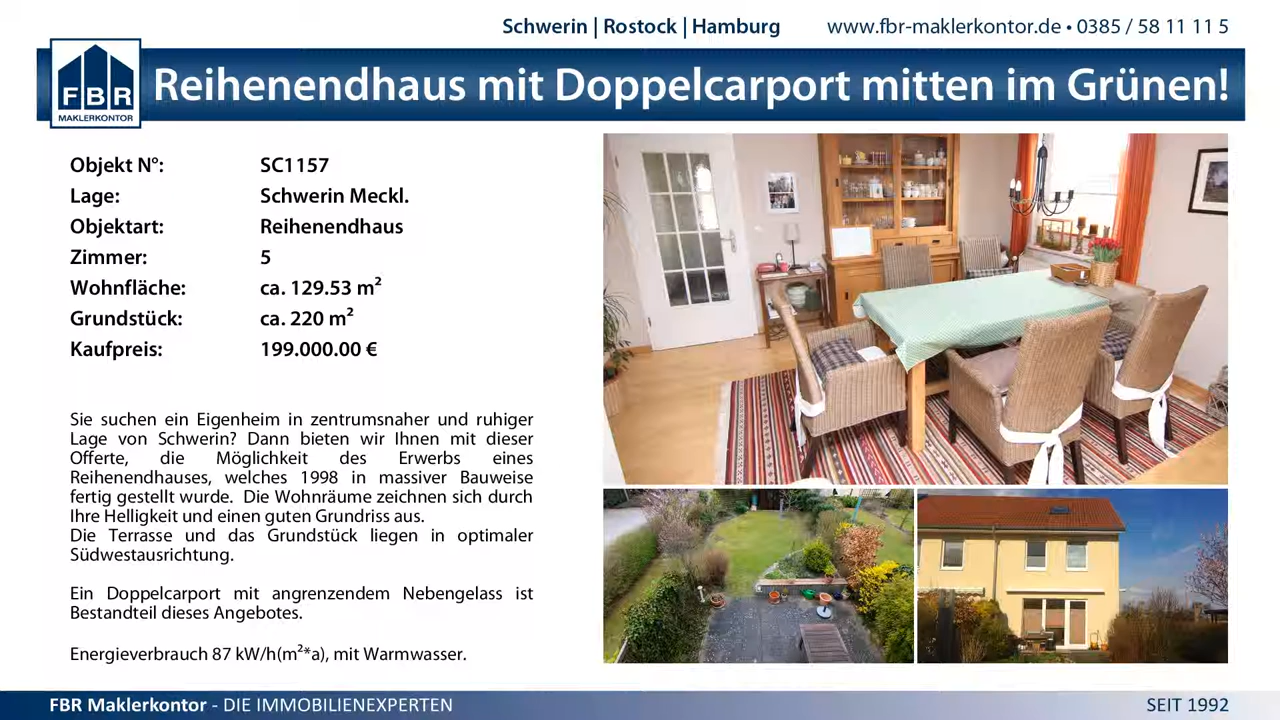 Schwerin | Rostock | Hamburg www.fbr-maklerkontor.de • 0385 / 58 11 11 5
FBR
MAKLERKONTOR
Reihenendhaus mit Doppelcarport mitten im Grünen!
Objekt N°: SC1157
Lage: Schwerin Meckl.
Objektart: Reihenendhaus
Zimmer: 5
Wohnfläche: ca. 129.53 m²
Grundstück: ca. 220 m²
Kaufpreis: 199.000.00 €
Sie suchen ein Eigenheim in zentrumsnaher und ruhiger
Lage von Schwerin? Dann bieten wir Ihnen mit dieser
Offerte, die Möglichkeit des Erwerbs eines
Reihenendhauses, welches 1998 in massiver Bauweise
fertig gestellt wurde. Die Wohnräume zeichnen sich durch
Ihre Helligkeit und einen guten Grundriss aus.
Die Terrasse und das Grundstück liegen in optimaler
Südwestausrichtung.
Ein Doppelcarport mit angrenzendem Nebengelass ist
Bestandteil dieses Angebotes.
Energieverbrauch 87 kW/h(m²*a), mit Warmwasser.
FBR Maklerkontor - DIE IMMOBILIENEXPERTEN SEIT 1992